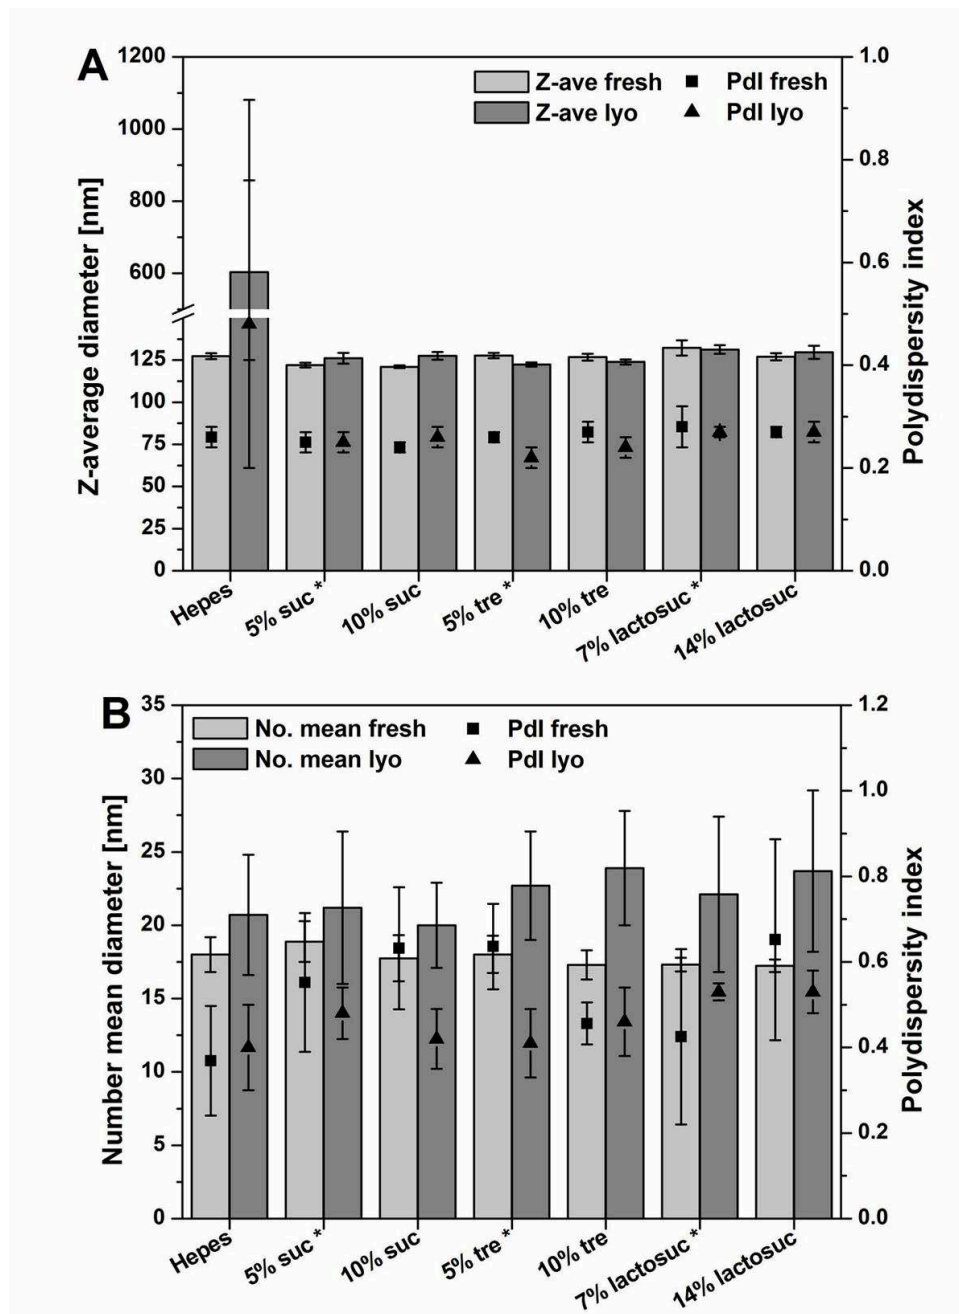 A
Z-ave fresh PdI fresh
Z-ave lyo PdI lyo
Z-average diameter [nm]
1200
1000
800
600
125
100
75
50
25
0
1.0
0.8
0.6
0.4
0.2
0.0
Polydispersity index
Hepes
5% suc *
10% suc
5% tre *
10% tre
7% lactosuc *
14% lactosuc
B
No. mean fresh PdI fresh
No. mean lyo PdI lyo
Number mean diameter [nm]
35
30
25
20
15
10
5
0
1.2
1.0
0.8
0.6
0.4
0.2
0.0
Polydispersity index
Hepes
5% suc *
10% suc
5% tre *
10% tre
7% lactosuc *
14% lactosuc